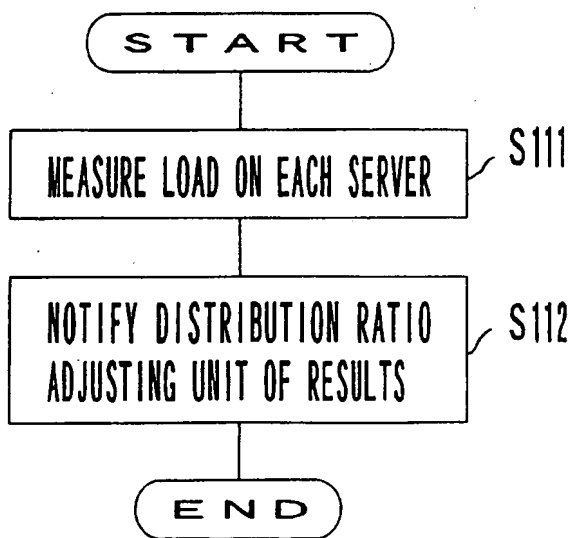 START
MEASURE LOAD ON EACH SERVER
S111
NOTIFY DISTRIBUTION RATIO
ADJUSTING UNIT OF RESULTS
S112
END